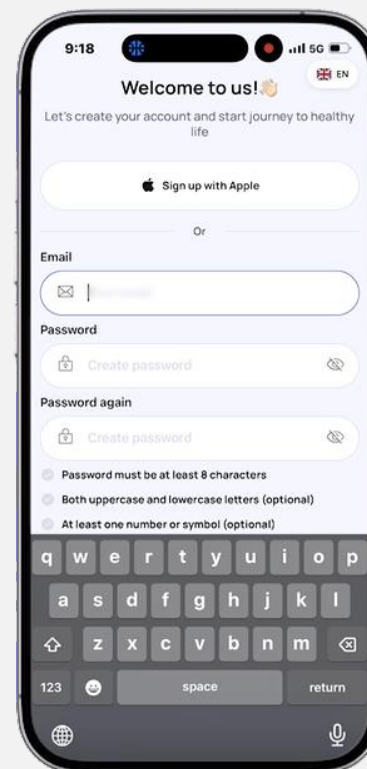 9:18
5G
EN
Welcome to us!👋🏻
Let's create your account and start journey to healthy
life
Sign up with Apple
Or
Email
Password
Create password
Password again
Create password
Password must be at least 8 characters
Both uppercase and lowercase letters (optional)
At least one number or symbol (optional)
q w e r t y u i o p
a s d f g h j k l
z x c v b n m
123 space return